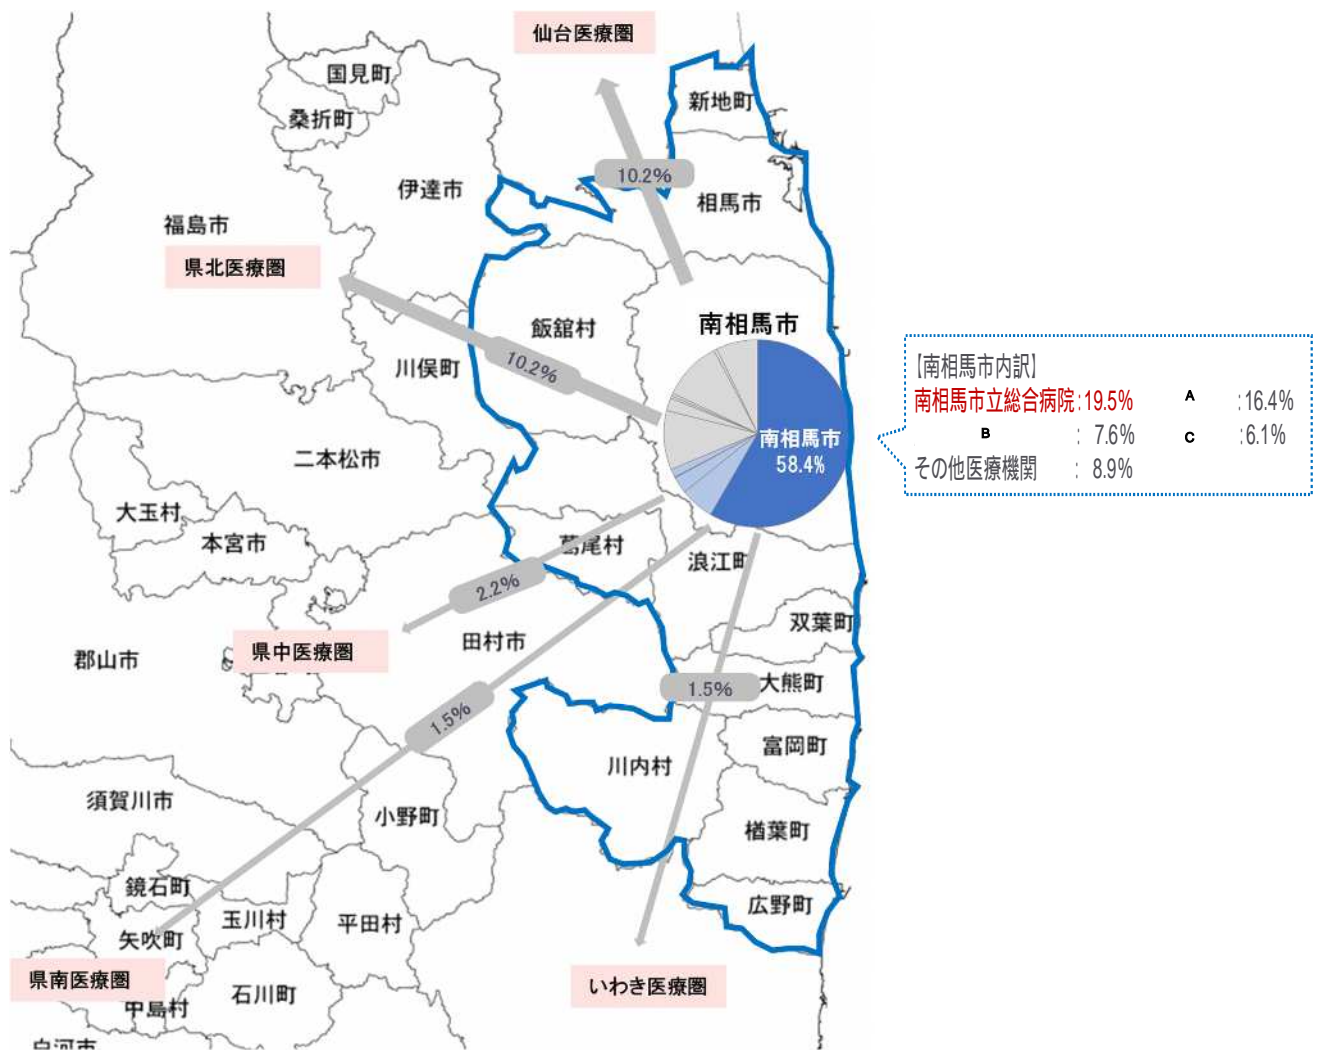 仙台医療圏
国見町
新地町
桑折町
10.2%
伊達市
相馬市
福島市
県北医療圏
南相馬市
飯舘村
川俣町
10.2%
【南相馬市内訳】
南相馬市立総合病院:19.5% A :16.4%
B : 7.6% C :6.1%
その他医療機関 : 8.9%
南相馬市
58.4%
二本松市
大玉村
本宮市
葛尾村
浪江町
2.2%
双葉町
田村市
県中医療圏
郡山市
大熊町
1.5%
1.5%
富岡町
川内村
須賀川市
小野町
楢葉町
鏡石町
広野町
玉川村
平田村
矢吹町
県南医療圏
いわき医療圏
石川町
中島村
白河市